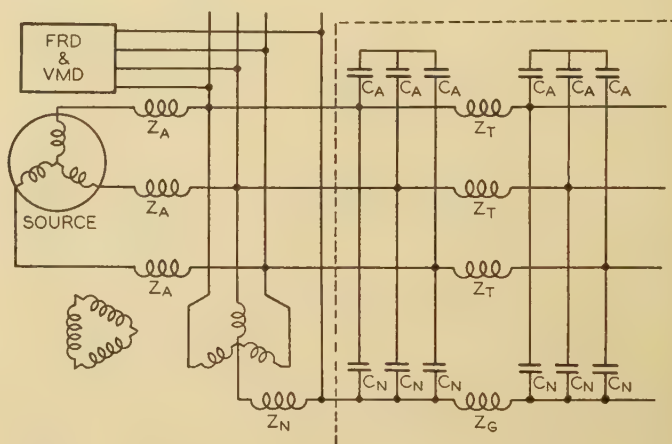 FRD
&
VMD
C_A C_A C_A C_A C_A C_A
Z_A Z_T
SOURCE
Z_A Z_T
Z_A Z_T
C_N C_N C_N C_N C_N C_N
Z_N Z_G